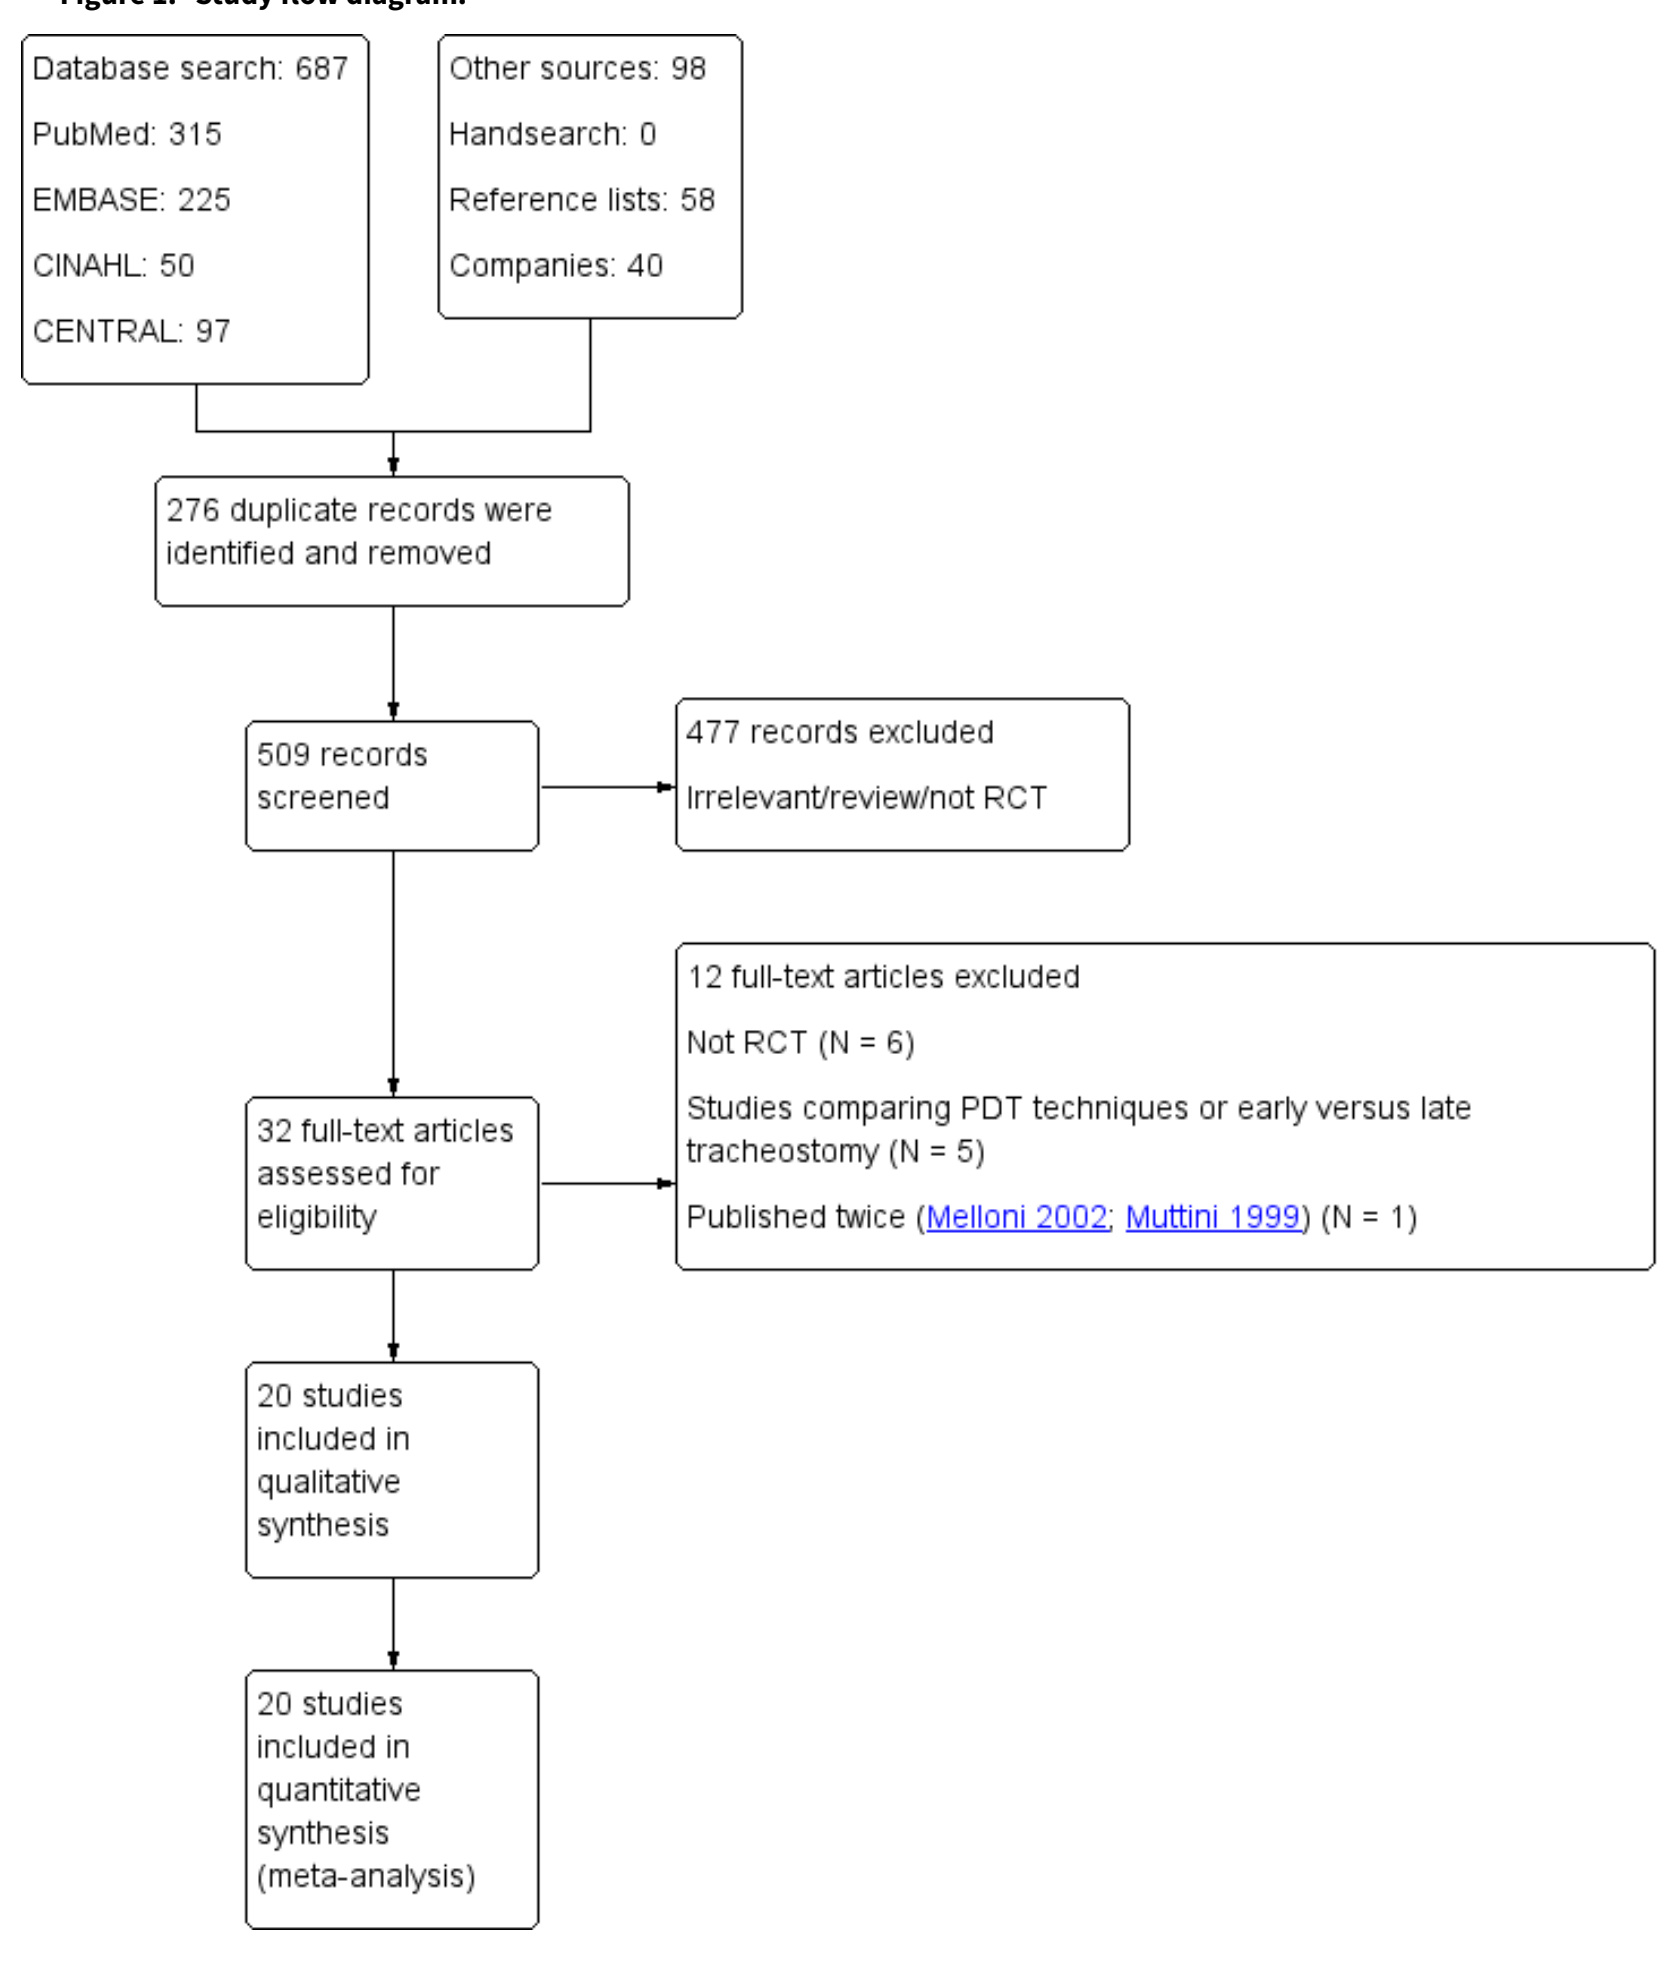 Figure 1. Study flow diagram.
Database search: 687
PubMed: 315
EMBASE: 225
CINAHL: 50
CENTRAL: 97
Other sources: 98
Handsearch: 0
Reference lists: 58
Companies: 40
276 duplicate records were
identified and removed
509 records
screened
477 records excluded
Irrelevant/review/not RCT
32 full-text articles
assessed for
eligibility
12 full-text articles excluded
Not RCT (N = 6)
Studies comparing PDT techniques or early versus late
tracheostomy (N = 5)
Published twice (Melloni 2002; Muttini 1999) (N = 1)
20 studies
included in
qualitative
synthesis
20 studies
included in
quantitative
synthesis
(meta-analysis)